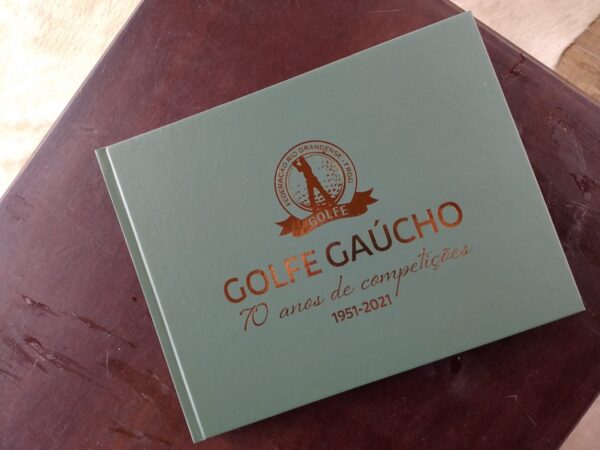 FEDERAÇÃO RIO GRANDENSE - FRGG
GOLFE
GOLFE GAÚCHO
70 anos de competições
1951-2021